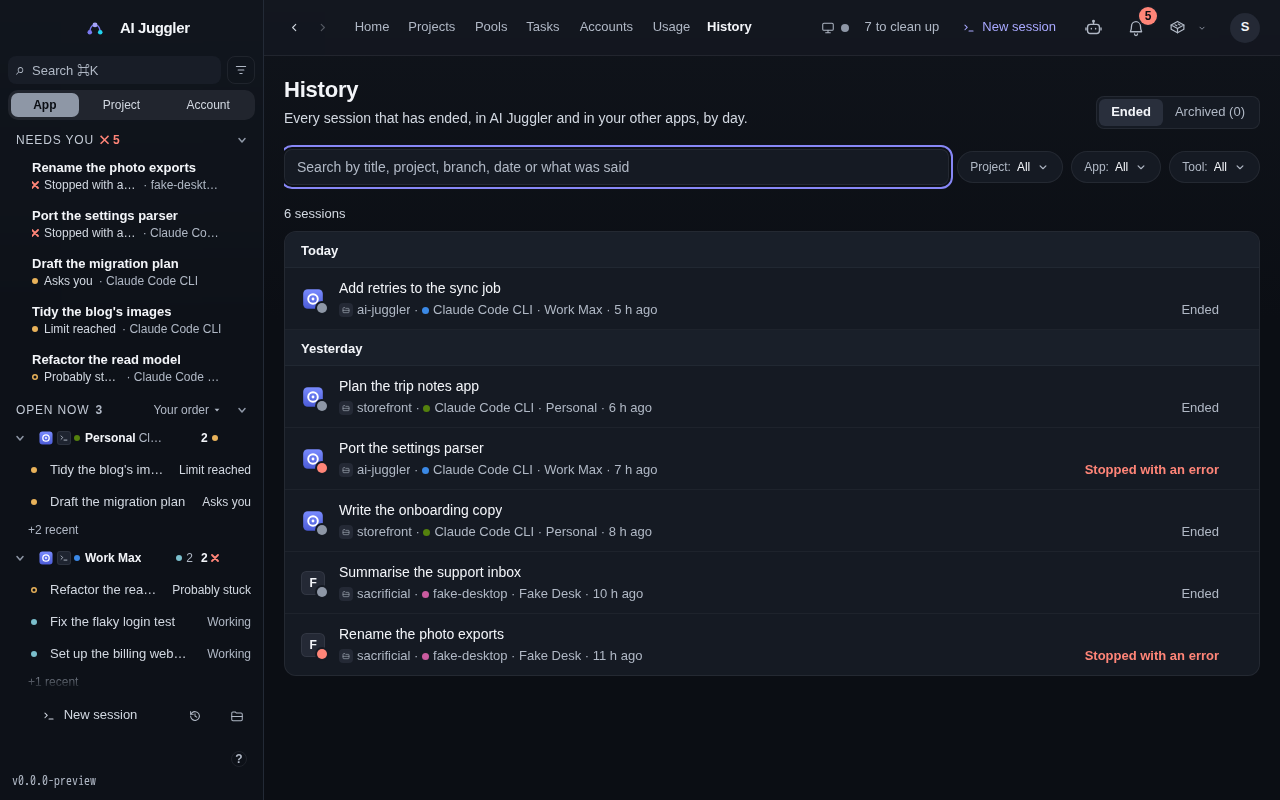 AI Juggler
Search ⌘K
App Project Account
NEEDS YOU 5
Rename the photo exports
Stopped with a… · fake-deskt…
Port the settings parser
Stopped with a… · Claude Co…
Draft the migration plan
Asks you · Claude Code CLI
Tidy the blog's images
Limit reached · Claude Code CLI
Refactor the read model
Probably st… · Claude Code …
OPEN NOW 3 Your order
Personal Cl… 2
Tidy the blog's im… Limit reached
Draft the migration plan Asks you
+2 recent
Work Max 2 2
Refactor the rea… Probably stuck
Fix the flaky login test Working
Set up the billing web… Working
+1 recent
New session
?
v0.0.0-preview
Home Projects Pools Tasks Accounts Usage History
7 to clean up
New session
5
S
History
Every session that has ended, in AI Juggler and in your other apps, by day.
Ended Archived (0)
Search by title, project, branch, date or what was said
Project: All App: All Tool: All
6 sessions
Today
Add retries to the sync job
ai-juggler · Claude Code CLI · Work Max · 5 h ago Ended
Yesterday
Plan the trip notes app
storefront · Claude Code CLI · Personal · 6 h ago Ended
Port the settings parser
ai-juggler · Claude Code CLI · Work Max · 7 h ago Stopped with an error
Write the onboarding copy
storefront · Claude Code CLI · Personal · 8 h ago Ended
F Summarise the support inbox
sacrificial · fake-desktop · Fake Desk · 10 h ago Ended
F Rename the photo exports
sacrificial · fake-desktop · Fake Desk · 11 h ago Stopped with an error